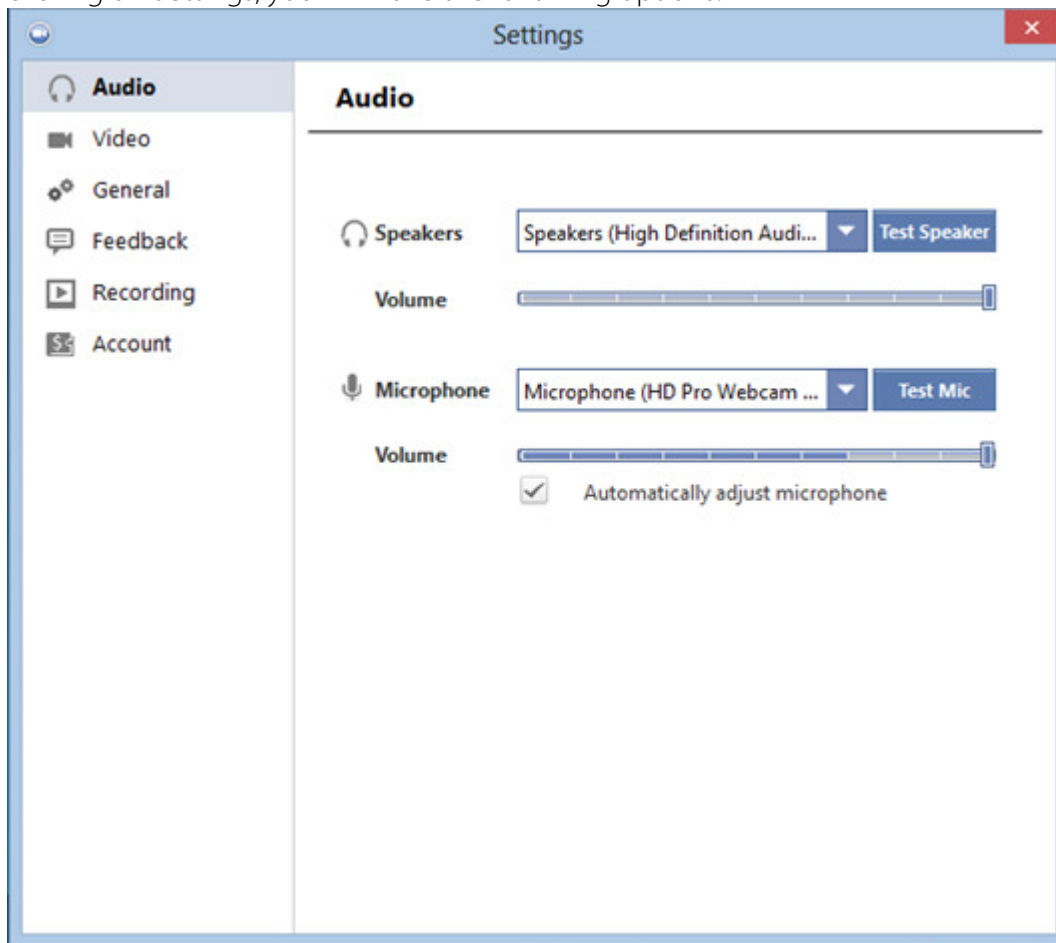 Settings
Audio
Video
General
Feedback
Recording
Account
Audio
Speakers
Speakers (High Definition Audi...
Test Speaker
Volume
Microphone
Microphone (HD Pro Webcam ...
Test Mic
Volume
Automatically adjust microphone